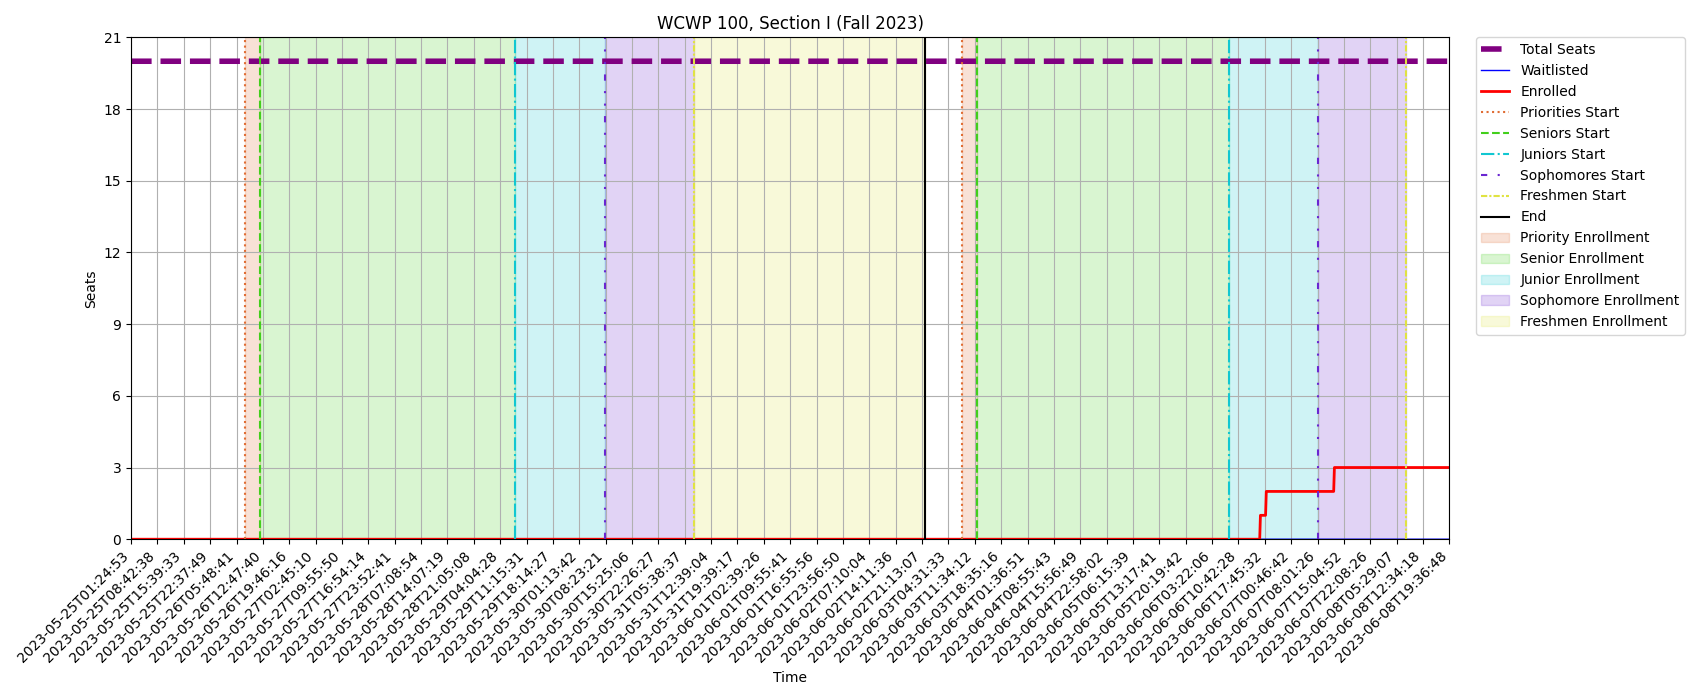 WCWP 100, Section I (Fall 2023)
Seats
21
18
15
12
9
6
3
0
2023-05-25T01:24:53
2023-05-25T08:42:38
2023-05-25T15:39:33
2023-05-25T22:37:49
2023-05-26T05:48:41
2023-05-26T12:47:40
2023-05-26T19:46:16
2023-05-27T02:45:10
2023-05-27T09:55:50
2023-05-27T16:54:14
2023-05-27T23:52:41
2023-05-28T07:08:54
2023-05-28T14:07:19
2023-05-28T21:05:08
2023-05-29T04:04:28
2023-05-29T11:15:31
2023-05-29T18:14:27
2023-05-30T01:13:42
2023-05-30T08:23:21
2023-05-30T15:25:06
2023-05-30T22:26:27
2023-05-31T05:38:37
2023-05-31T12:39:04
2023-05-31T19:39:17
2023-06-01T02:39:26
2023-06-01T09:55:41
2023-06-01T16:55:56
2023-06-01T23:56:50
2023-06-02T07:10:04
2023-06-02T14:11:36
2023-06-02T21:13:07
2023-06-03T04:31:33
2023-06-03T11:34:12
2023-06-03T18:35:16
2023-06-04T01:36:51
2023-06-04T08:55:43
2023-06-04T15:56:49
2023-06-04T22:58:02
2023-06-05T06:15:39
2023-06-05T13:17:41
2023-06-05T20:19:42
2023-06-06T03:22:06
2023-06-06T10:42:28
2023-06-06T17:45:32
2023-06-07T00:46:42
2023-06-07T08:01:26
2023-06-07T15:04:52
2023-06-07T22:08:26
2023-06-08T05:29:07
2023-06-08T12:34:18
2023-06-08T19:36:48
Time
Total Seats
Waitlisted
Enrolled
Priorities Start
Seniors Start
Juniors Start
Sophomores Start
Freshmen Start
End
Priority Enrollment
Senior Enrollment
Junior Enrollment
Sophomore Enrollment
Freshmen Enrollment